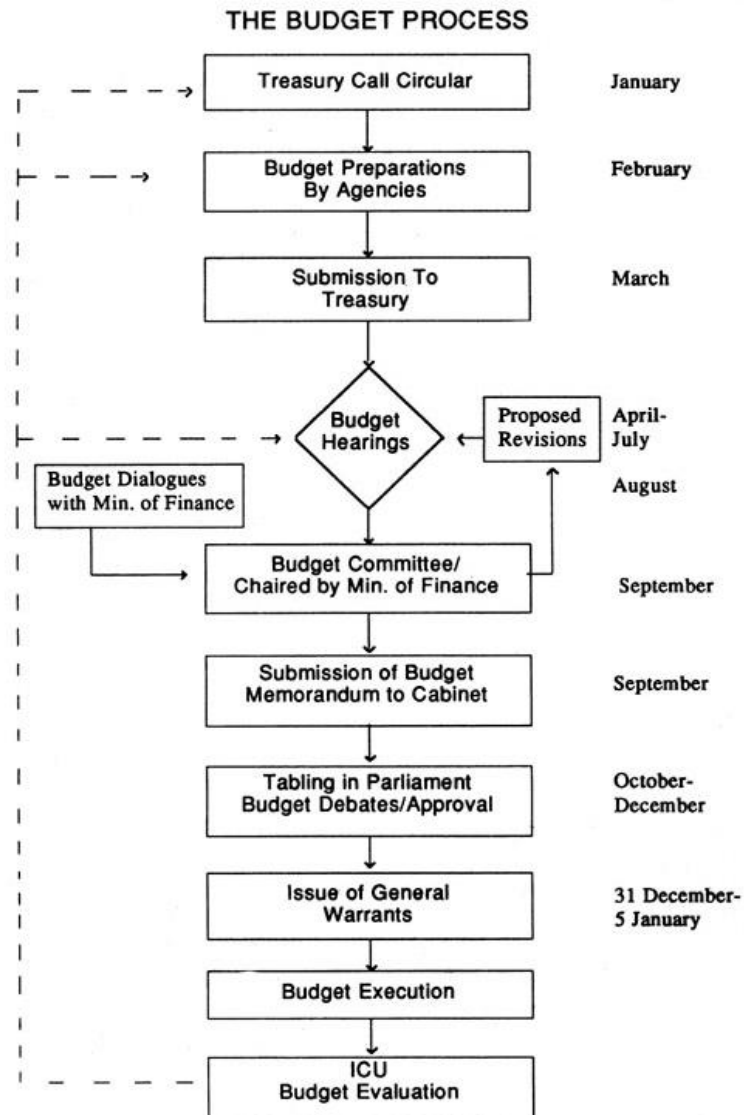 THE BUDGET PROCESS
Treasury Call Circular
January
Budget Preparations
By Agencies
February
Submission To
Treasury
March
Budget
Hearings
Proposed
Revisions
April-
July
August
Budget Dialogues
with Min. of Finance
Budget Committee/
Chaired by Min. of Finance
September
Submission of Budget
Memorandum to Cabinet
September
Tabling in Parliament
Budget Debates/Approval
October-
December
Issue of General
Warrants
31 December-
5 January
Budget Execution
ICU
Budget Evaluation